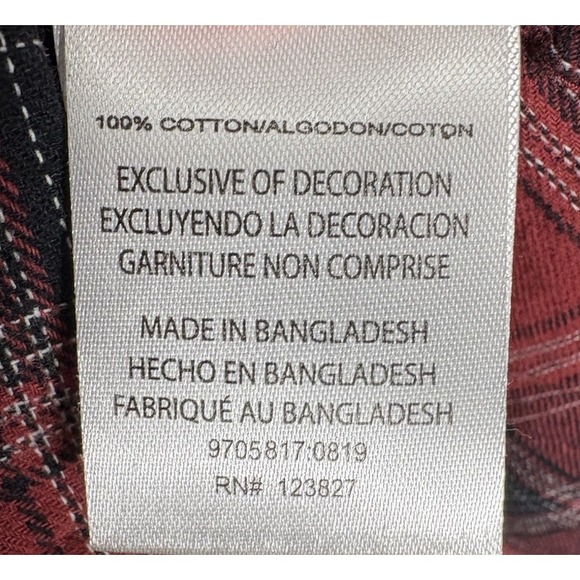 100% COTTON/ALGODON/COTON
EXCLUSIVE OF DECORATION
EXCLUYENDO LA DECORACION
GARNITURE NON COMPRISE
MADE IN BANGLADESH
HECHO EN BANGLADESH
FABRIQUÉ AU BANGLADESH
9705817:0819
RN# 123827